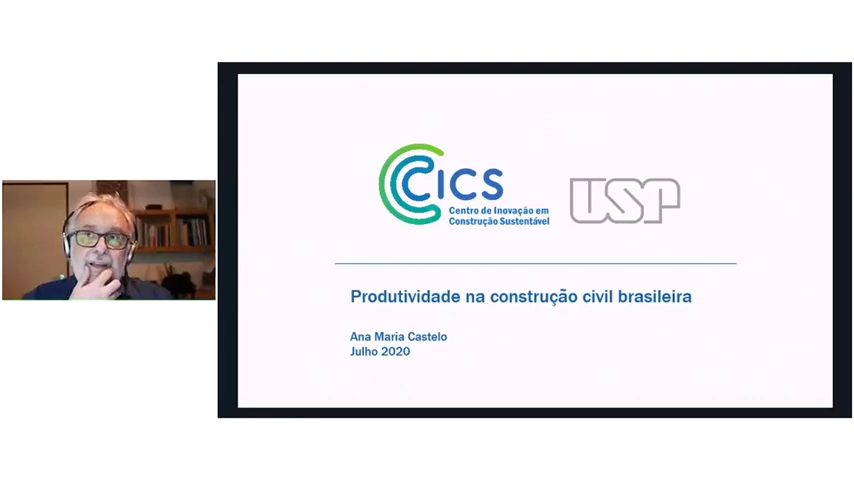 CICS
Centro de Inovação em
Construção Sustentável
USP
Produtividade na construção civil brasileira
Ana Maria Castelo
Julho 2020